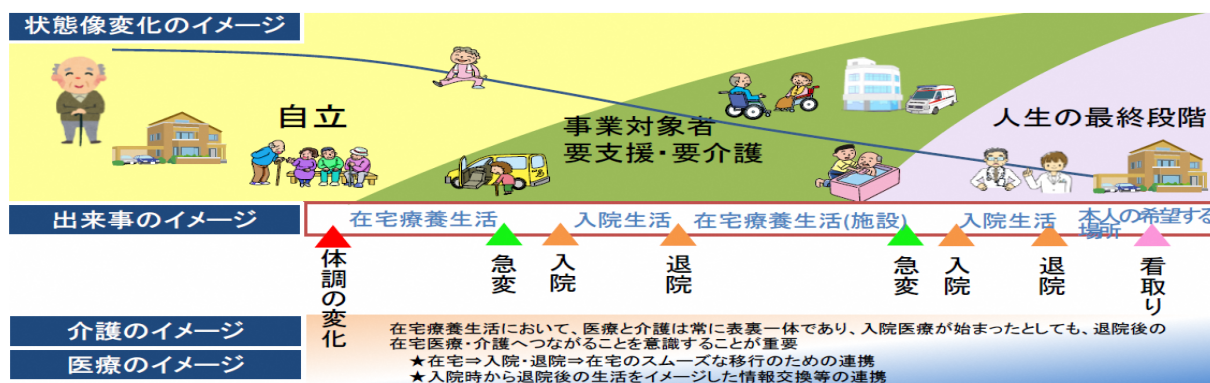 状態像変化のイメージ
自立
事業対象者
要支援・要介護
人生の最終段階
出来事のイメージ
在宅療養生活
入院生活
在宅療養生活(施設)
入院生活
本人の希望する
場所
体調の変化
急変
入院
退院
急変
入院
退院
看取り
介護のイメージ
医療のイメージ
在宅療養生活において、医療と介護は常に表裏一体であり、入院医療が始まったとしても、退院後の
在宅医療・介護へつながることを意識することが重要
★在宅⇒入院・退院⇒在宅のスムーズな移行のための連携
★入院時から退院後の生活をイメージした情報交換等の連携